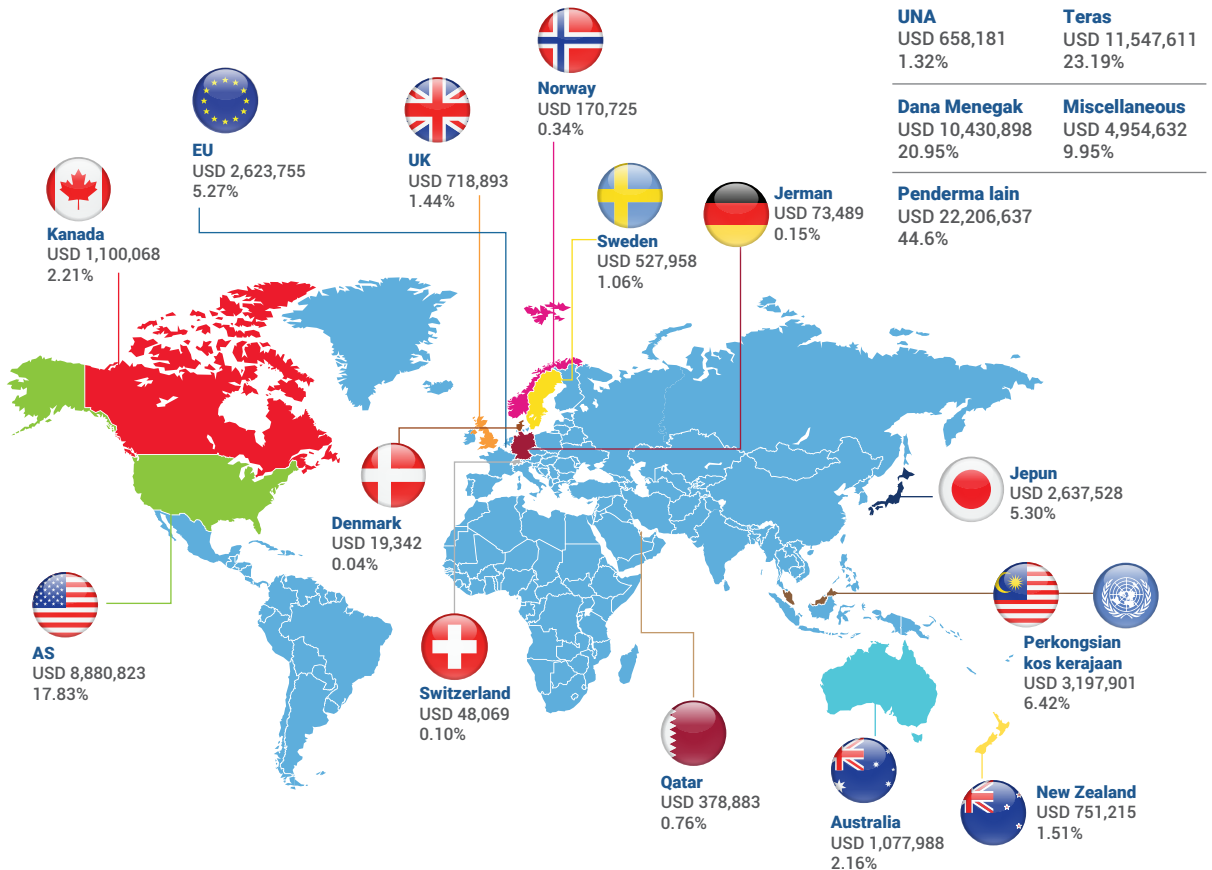 UNA
USD 658,181
1.32%
Teras
USD 11,547,611
23.19%
Dana Menegak
USD 10,430,898
20.95%
Miscellaneous
USD 4,954,632
9.95%
Penderma lain
USD 22,206,637
44.6%
Norway
USD 170,725
0.34%
EU
USD 2,623,755
5.27%
UK
USD 718,893
1.44%
Kanada
USD 1,100,068
2.21%
Sweden
USD 527,958
1.06%
Jerman
USD 73,489
0.15%
Denmark
USD 19,342
0.04%
Jepun
USD 2,637,528
5.30%
AS
USD 8,880,823
17.83%
Switzerland
USD 48,069
0.10%
Perkongsian
kos kerajaan
USD 3,197,901
6.42%
Qatar
USD 378,883
0.76%
Australia
USD 1,077,988
2.16%
New Zealand
USD 751,215
1.51%